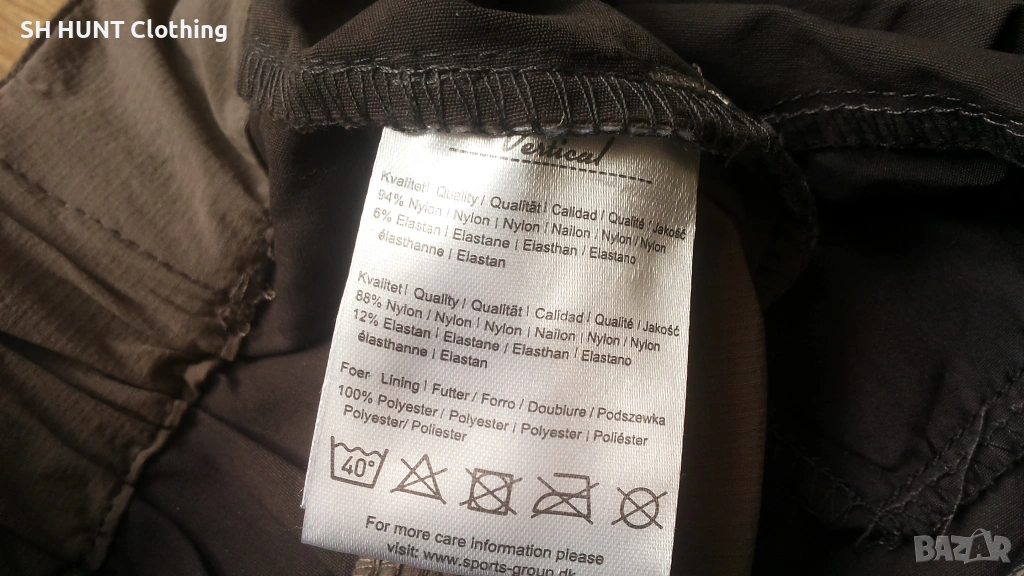 SH HUNT Clothing
Vertical
Kvalitet| Quality/ Qualität| Calidad / Qualité /Jakość
94% Nylon / Nylon | Nylon / Nailon / Nylon / Nylon
6% Elastan | Elastane | Elasthan / Elastano
élasthanne | Elastan
Kvalitet| Quality/ Qualität| Calidad / Qualité /Jakość
88% Nylon / Nylon / Nylon | Nailon / Nylon / Nylon
12% Elastan / Elastane / Elasthan | Elastano
élasthanne | Elastan
Foer Lining| Futter / Forro / Doublure / Podszewka
100% Polyester / Polyester | Polyester | Poliéster
Polyester/ Poliester
40°
For more care information please
visit: www.sports-group.dk
BAZAR